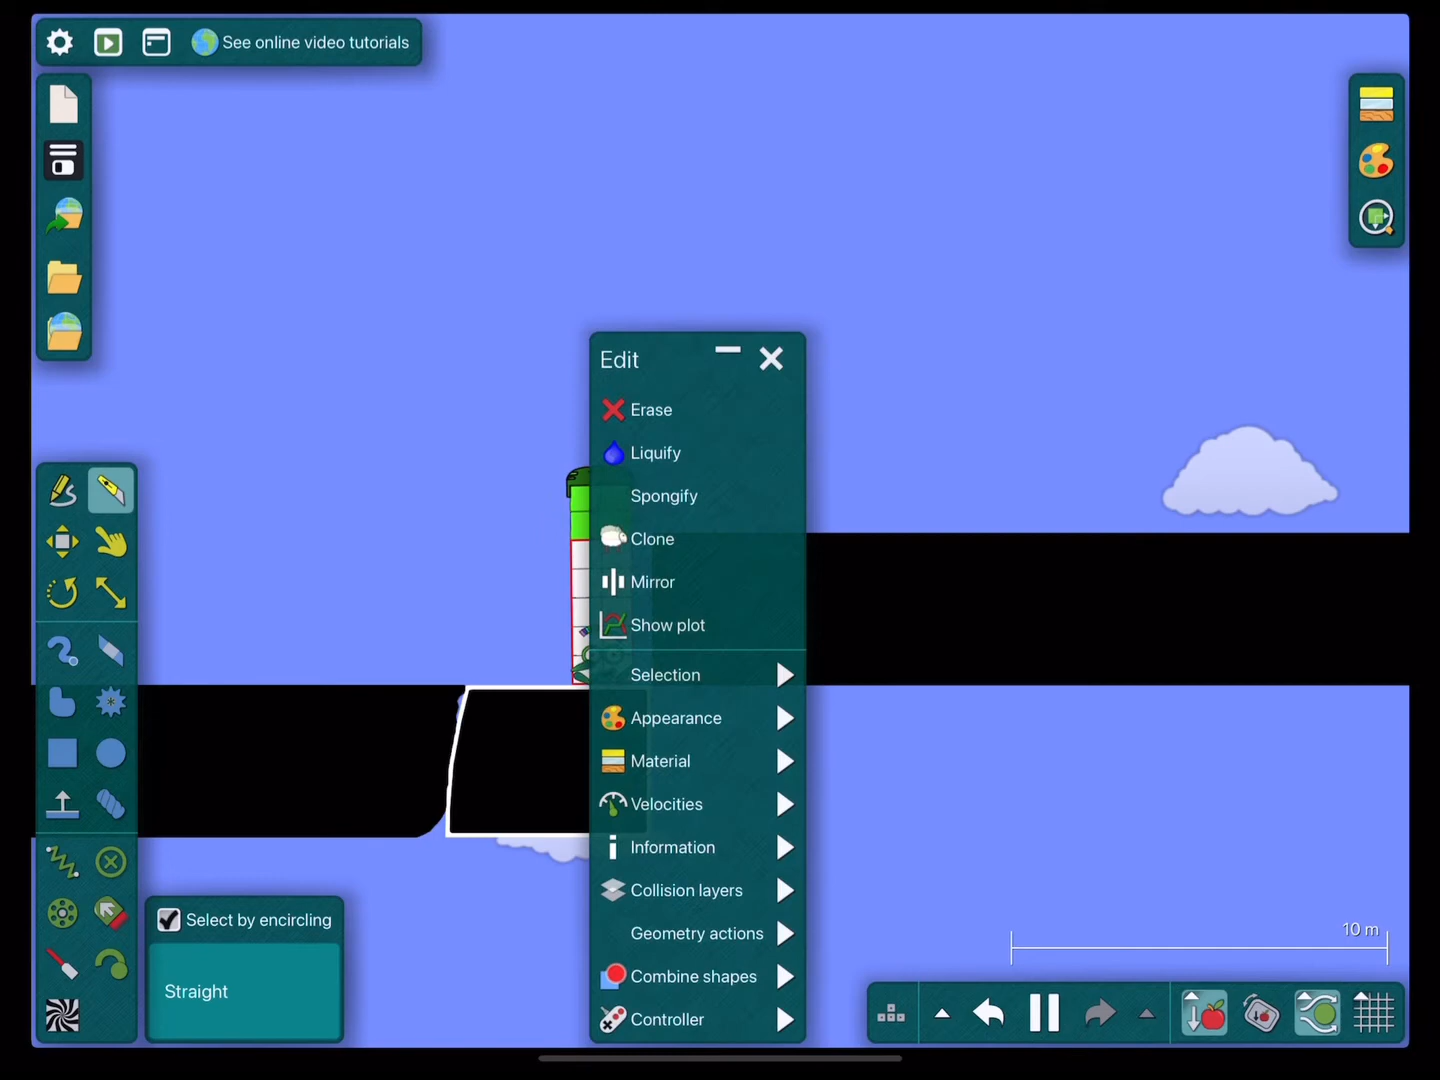 See online video tutorials
Edit
Erase
Liquify
Spongify
Clone
Mirror
Show plot
Selection
Appearance
Material
Velocities
Information
Collision layers
Geometry actions
Combine shapes
Controller
Select by encircling
Straight
10 m